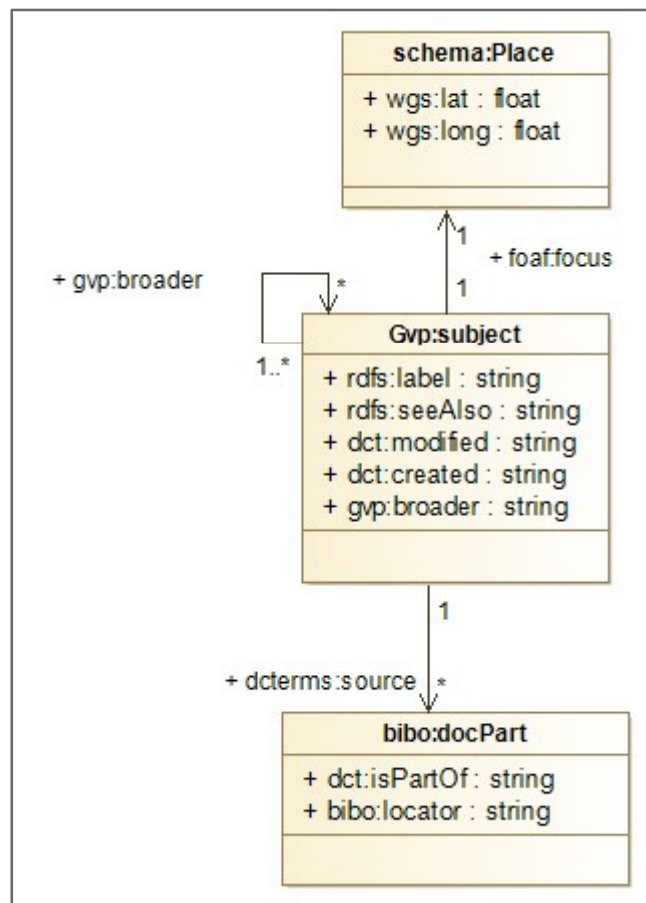 schema:Place
+ wgs:lat : float
+ wgs:long : float
1
+ foaf:focus
+ gvp:broader
*
1
Gvp:subject
1..*
+ rdfs:label : string
+ rdfs:seeAlso : string
+ dct:modified : string
+ dct:created : string
+ gvp:broader : string
1
+ dcterms:source
*
bibo:docPart
+ dct:isPartOf : string
+ bibo:locator : string